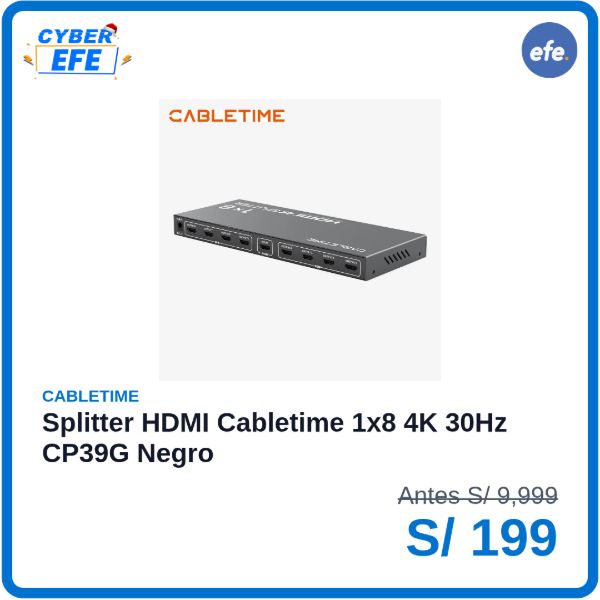 CYBER
EFE
efe.
CABLETIME
CABLETIME
Splitter HDMI Cabletime 1x8 4K 30Hz
CP39G Negro
Antes S/ 9,999
S/ 199